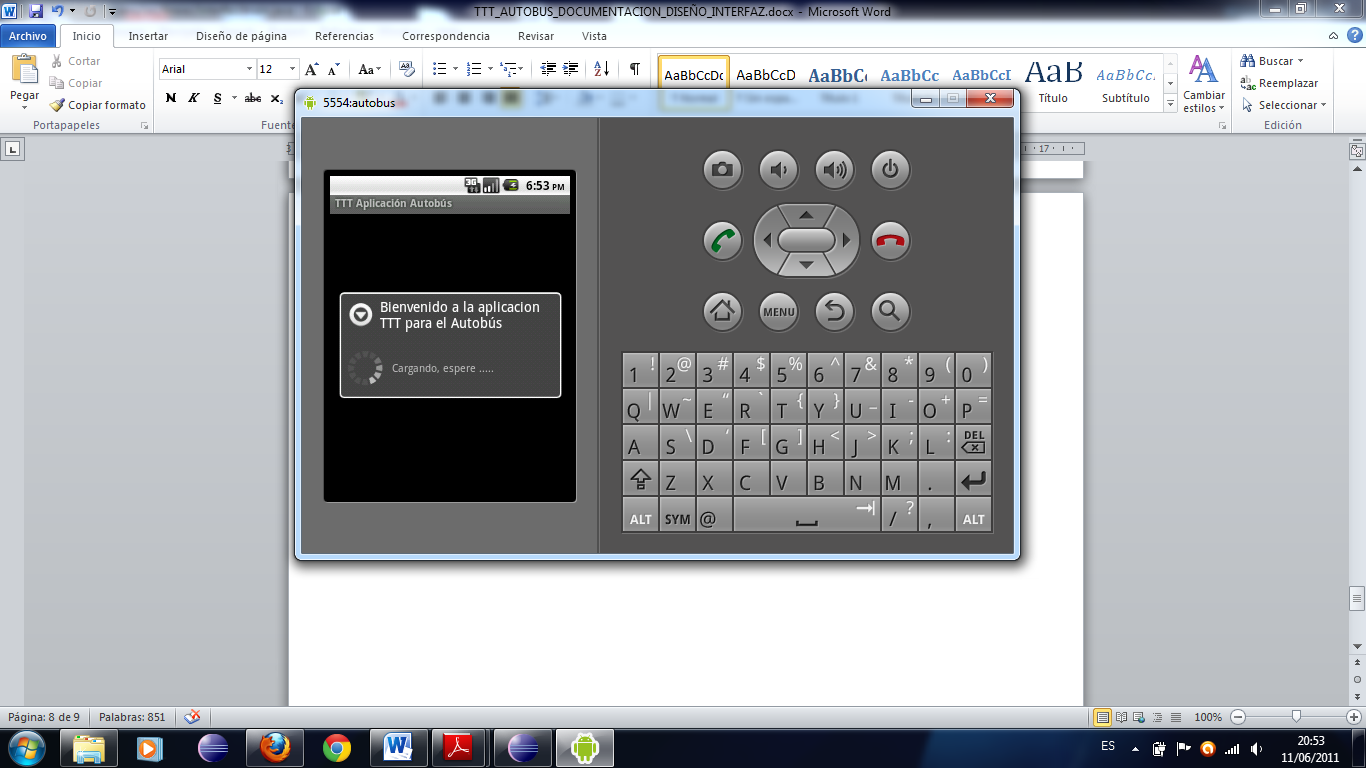 TTT_AUTOBUS_DOCUMENTACION_DISEÑO_INTERFAZ.docx - Microsoft Word
Archivo Inicio Insertar Diseño de página Referencias Correspondencia Revisar Vista
Pegar
Cortar
Copiar
Copiar formato
Portapapeles
Arial 12
N K S abc x₂
Fuente
AaBbCcDc AaBbCcD AaBbCc AaBbCc AaBbCcI AaB AaBbCc.
Título Subtítulo
Cambiar estilos
Buscar
Reemplazar
Seleccionar
Edición
17
5554:autobus
3G 6:53 PM
TTT Aplicación Autobús
Bienvenido a la aplicacion
TTT para el Autobús
Cargando, espere .....
MENU
1 ! 2 @ 3 # 4 $ 5 % 6 ^ 7 & 8 * 9 ( 0 )
Q | W ~ E “ R ` T { Y } U _ I - O + P =
A S \ D ‘ F [ G ] H < J > K ; L : DEL
Z X C V B N M .
ALT SYM @ / ? , ALT
Página: 8 de 9 Palabras: 851 100%
ES 20:53
11/06/2011